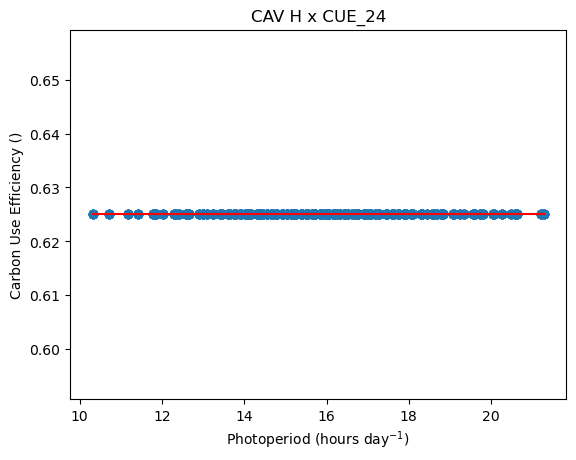 CAV H x CUE_24
Carbon Use Efficiency ()
0.65
0.64
0.63
0.62
0.61
0.60
10 12 14 16 18 20
Photoperiod (hours day⁻¹)